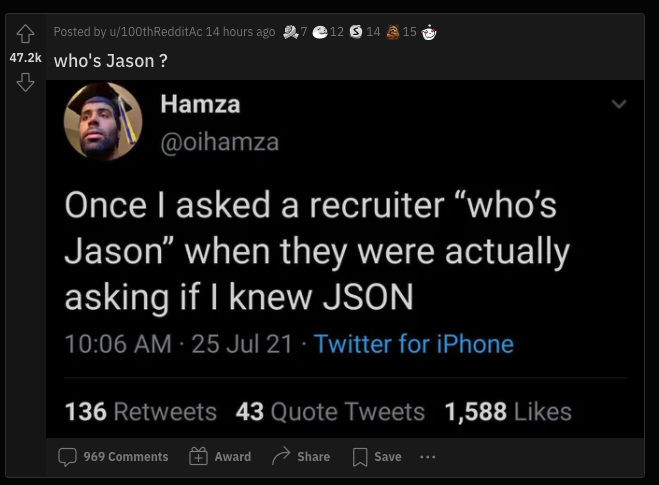 Posted by u/100thRedditAc 14 hours ago 7 12 S 14 15
47.2k
who's Jason ?
Hamza
@oihamza
Once I asked a recruiter “who’s
Jason” when they were actually
asking if I knew JSON
10:06 AM · 25 Jul 21 · Twitter for iPhone
136 Retweets 43 Quote Tweets 1,588 Likes
969 Comments Award Share Save ...